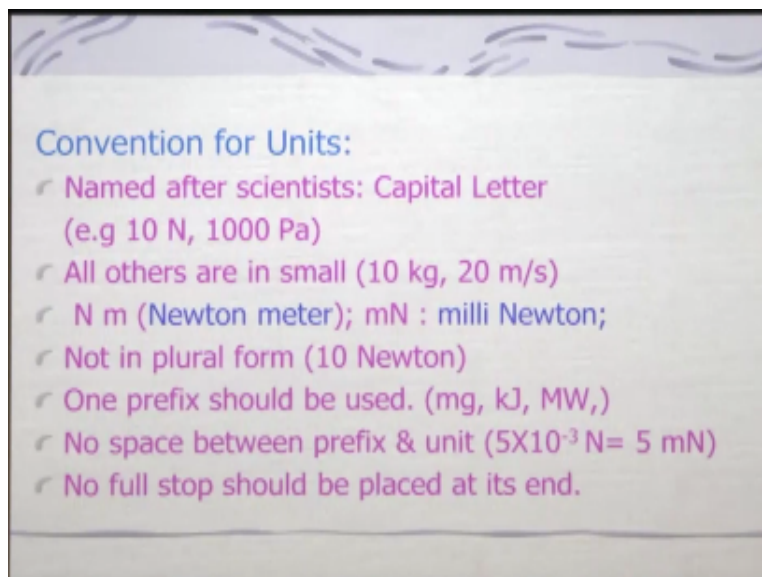 Convention for Units:
Named after scientists: Capital Letter
(e.g 10 N, 1000 Pa)
All others are in small (10 kg, 20 m/s)
N m (Newton meter); mN : milli Newton;
Not in plural form (10 Newton)
One prefix should be used. (mg, kJ, MW,)
No space between prefix & unit (5X10⁻³ N= 5 mN)
No full stop should be placed at its end.